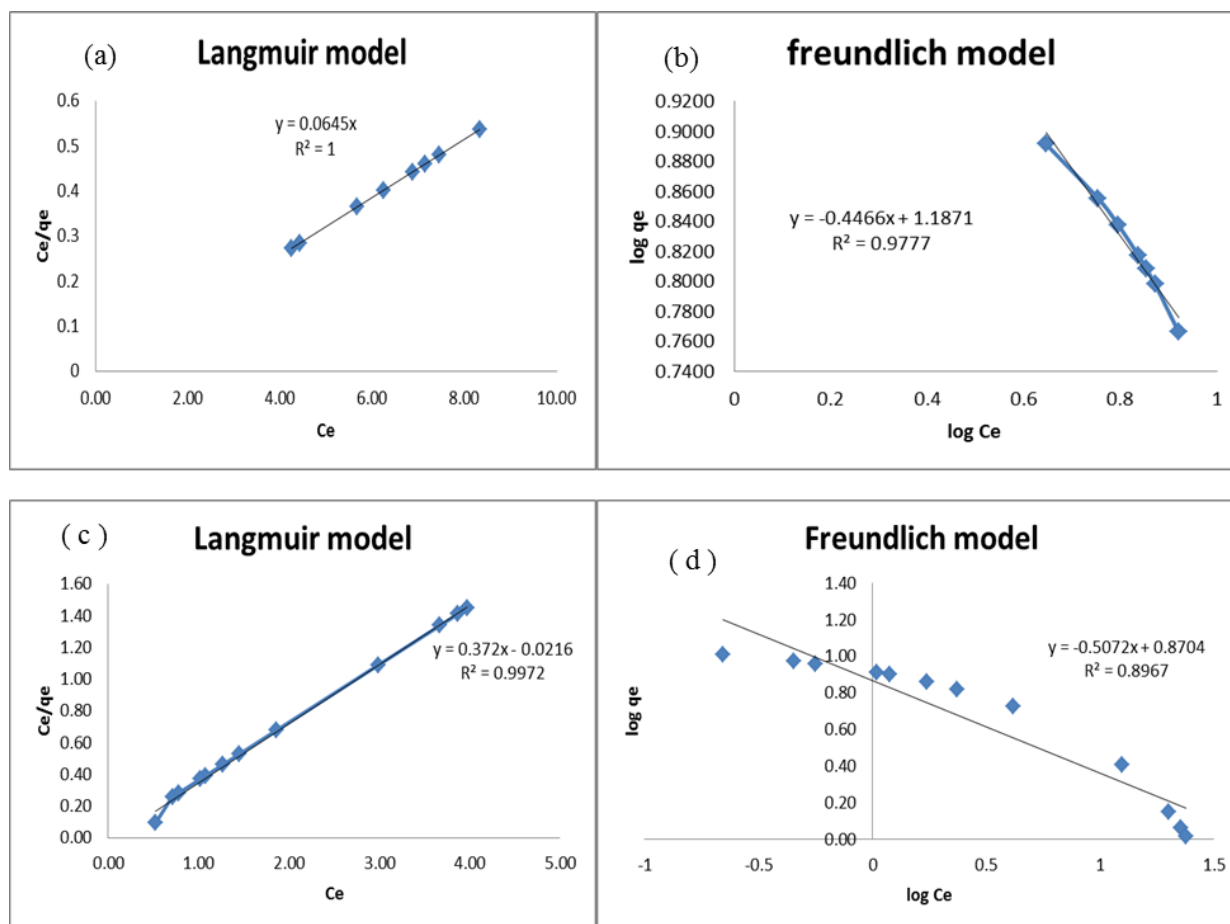 (a)
Langmuir model
Ce/qe
0.6
0.5
0.4
0.3
0.2
0.1
0
y = 0.0645x
R² = 1
0.00 2.00 4.00 6.00 8.00 10.00
Ce
(b)
freundlich model
log qe
0.9200
0.9000
0.8800
0.8600
0.8400
0.8200
0.8000
0.7800
0.7600
0.7400
y = -0.4466x + 1.1871
R² = 0.9777
0 0.2 0.4 0.6 0.8 1
log Ce
( c )
Langmuir model
Ce/qe
1.60
1.40
1.20
1.00
0.80
0.60
0.40
0.20
0.00
y = 0.372x - 0.0216
R² = 0.9972
0.00 1.00 2.00 3.00 4.00 5.00
Ce
( d )
Freundlich model
log qe
1.40
1.20
1.00
0.80
0.60
0.40
0.20
0.00
y = -0.5072x + 0.8704
R² = 0.8967
-1 -0.5 0 0.5 1 1.5
log Ce